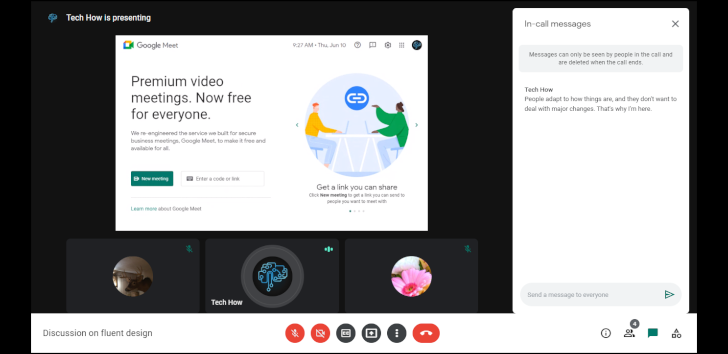 Tech How is presenting
Google Meet
9:27 AM • Thu, Jun 10
Premium video
meetings. Now free
for everyone.
We re-engineered the service we built for secure
business meetings, Google Meet, to make it free and
available for all.
New meeting
Enter a code or link
Learn more about Google Meet
Get a link you can share
Click New meeting to get a link you can send to
people you want to meet with
Tech How
In-call messages
Messages can only be seen by people in the call and
are deleted when the call ends.
Tech How
People adapt to how things are, and they don't want to
deal with major changes. That's why I'm here.
Send a message to everyone
Discussion on fluent design
4